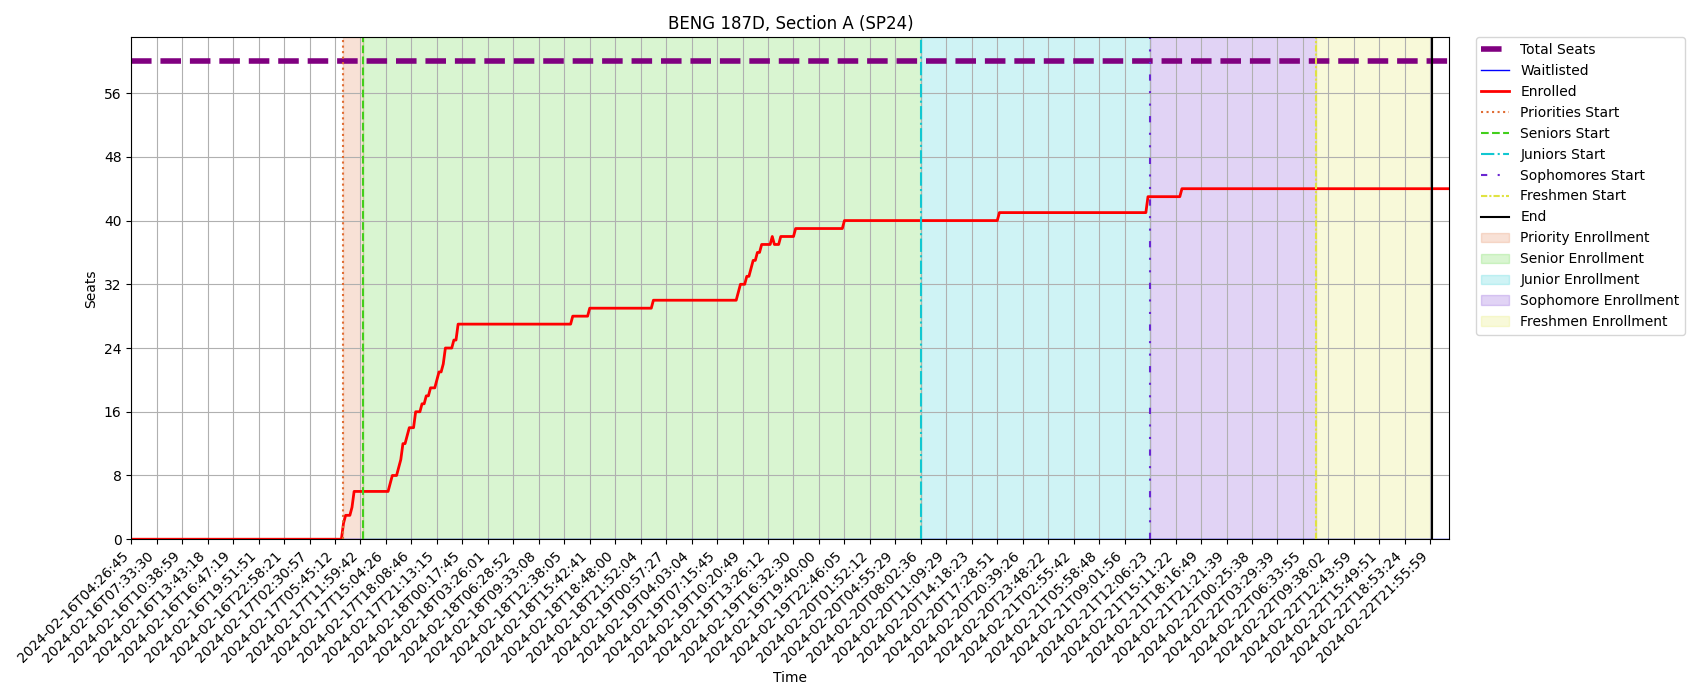 BENG 187D, Section A (SP24)
Total Seats
Waitlisted
Enrolled
Priorities Start
Seniors Start
Juniors Start
Sophomores Start
Freshmen Start
End
Priority Enrollment
Senior Enrollment
Junior Enrollment
Sophomore Enrollment
Freshmen Enrollment
Seats
56
48
40
32
24
16
8
0
2024-02-16T04:26:45
2024-02-16T07:33:30
2024-02-16T10:38:59
2024-02-16T13:43:18
2024-02-16T16:47:19
2024-02-16T19:51:51
2024-02-16T22:58:21
2024-02-17T02:30:57
2024-02-17T05:45:12
2024-02-17T11:59:42
2024-02-17T15:04:26
2024-02-17T18:08:46
2024-02-17T21:13:15
2024-02-18T00:17:45
2024-02-18T03:26:01
2024-02-18T06:28:52
2024-02-18T09:33:08
2024-02-18T12:38:05
2024-02-18T15:42:41
2024-02-18T18:48:00
2024-02-18T21:52:04
2024-02-19T00:57:27
2024-02-19T04:03:04
2024-02-19T07:15:45
2024-02-19T10:20:49
2024-02-19T13:26:12
2024-02-19T16:32:30
2024-02-19T19:40:00
2024-02-19T22:46:05
2024-02-20T01:52:12
2024-02-20T04:55:29
2024-02-20T08:02:36
2024-02-20T11:09:29
2024-02-20T14:18:23
2024-02-20T17:28:51
2024-02-20T20:39:26
2024-02-20T23:48:22
2024-02-21T02:55:42
2024-02-21T05:58:48
2024-02-21T09:01:56
2024-02-21T12:06:23
2024-02-21T15:11:22
2024-02-21T18:16:49
2024-02-21T21:21:39
2024-02-22T00:25:38
2024-02-22T03:29:39
2024-02-22T06:33:55
2024-02-22T09:38:02
2024-02-22T12:43:59
2024-02-22T15:49:51
2024-02-22T18:53:24
2024-02-22T21:55:59
Time